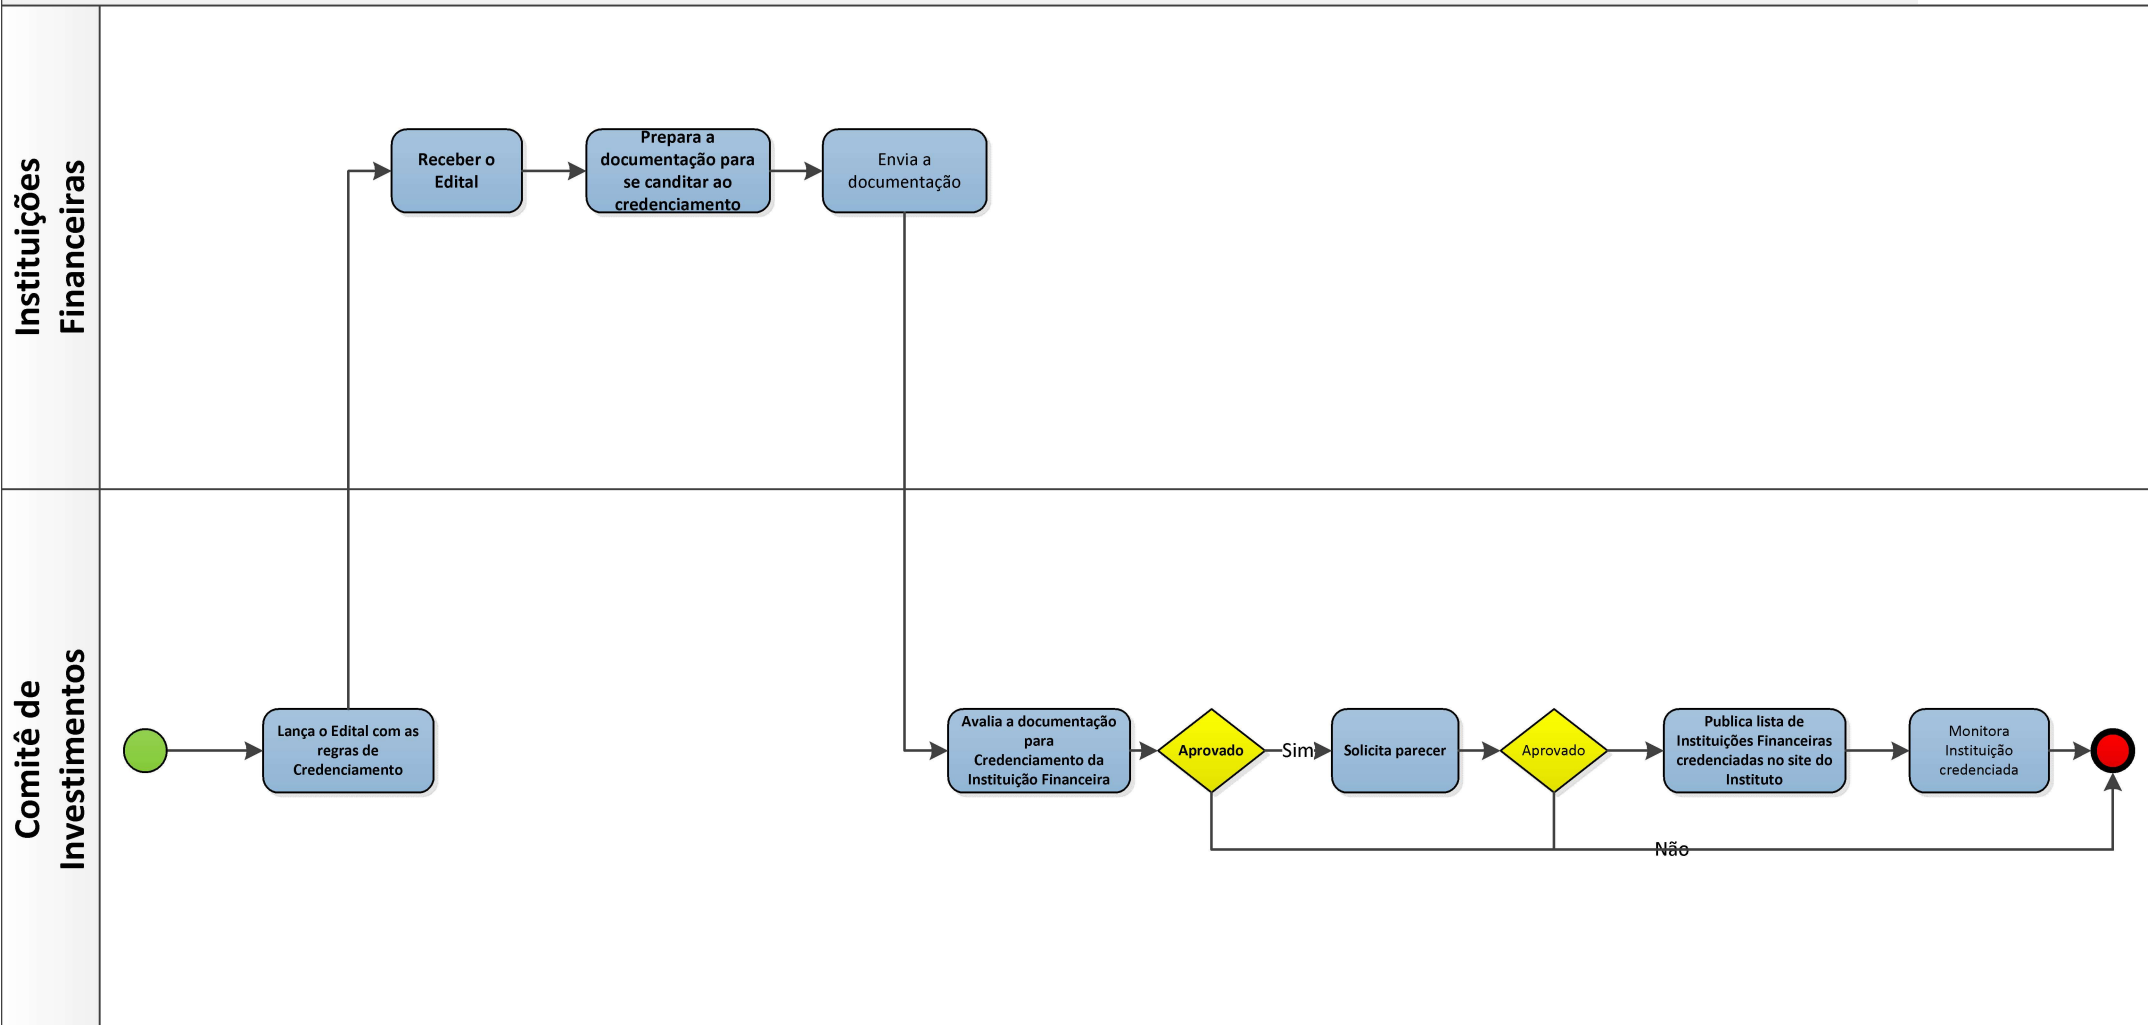 Instituições
Financeiras
Receber o
Edital
Prepara a
documentação para
se canditar ao
credenciamento
Envia a
documentação
Comitê de
Investimentos
Lança o Edital com as
regras de
Credenciamento
Avalia a documentação
para
Credenciamento da
Instituição Financeira
Aprovado
Sim
Solicita parecer
Aprovado
Publica lista de
Instituições Financeiras
credenciadas no site do
Instituto
Monitora
Instituição
credenciada
Não